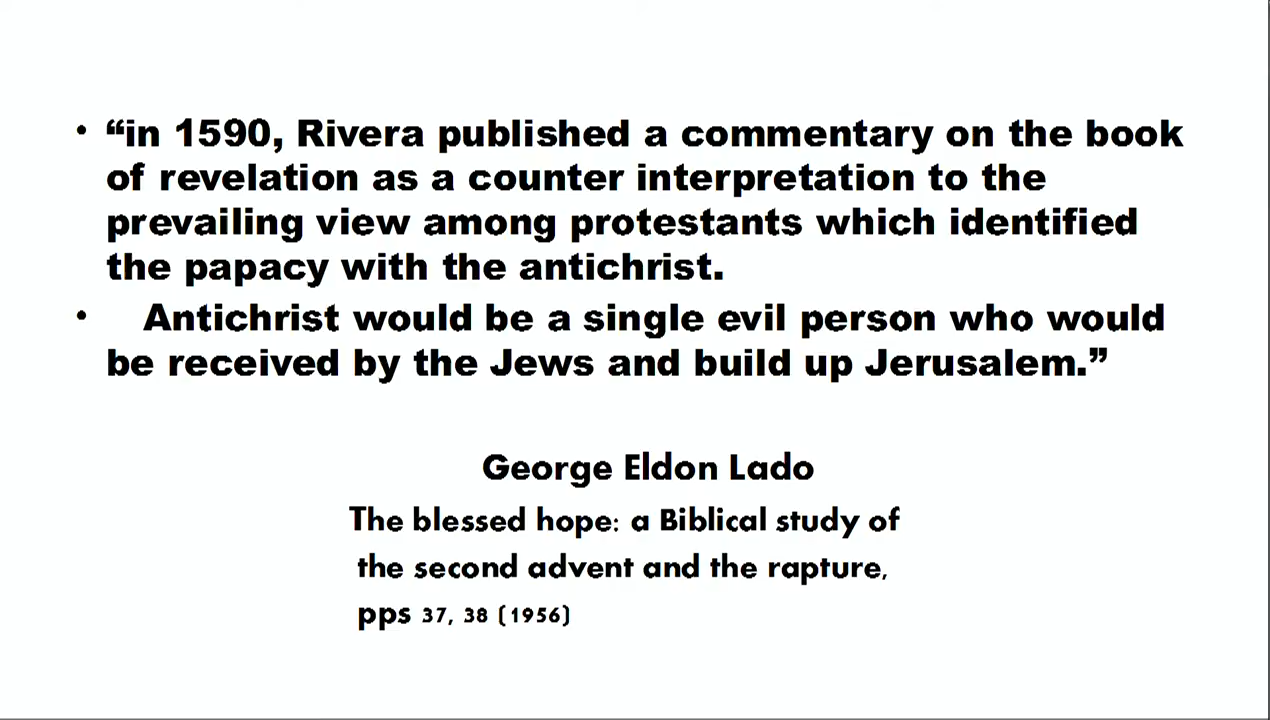 • “in 1590, Rivera published a commentary on the book
of revelation as a counter interpretation to the
prevailing view among protestants which identified
the papacy with the antichrist.
• Antichrist would be a single evil person who would
be received by the Jews and build up Jerusalem.”
George Eldon Lado
The blessed hope: a Biblical study of
the second advent and the rapture,
pps 37, 38 (1956)